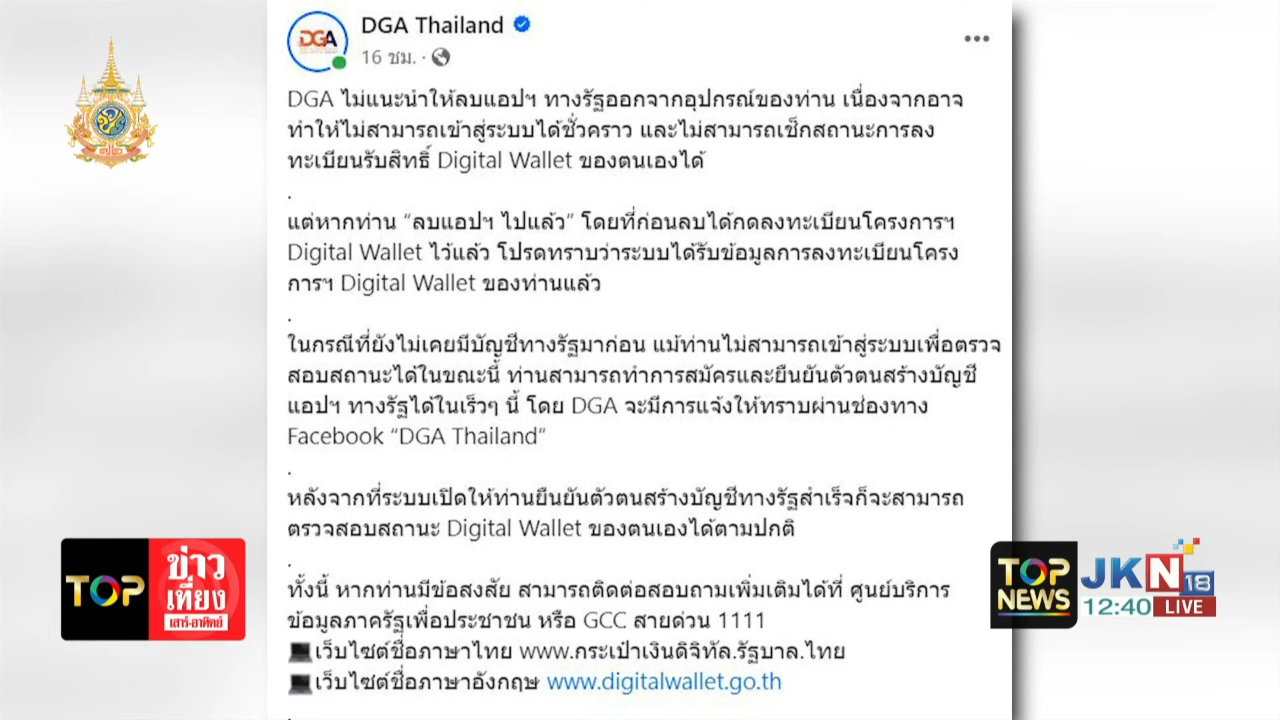 DGA Thailand
16 ชม.
DGA ไม่แนะนำให้ลบแอปฯ ทางรัฐออกจากอุปกรณ์ของท่าน เนื่องจากอาจ
ทำให้ไม่สามารถเข้าสู่ระบบได้ชั่วคราว และไม่สามารถเช็กสถานะการลง
ทะเบียนรับสิทธิ์ Digital Wallet ของตนเองได้
.
แต่หากท่าน “ลบแอปฯ ไปแล้ว” โดยที่ก่อนลบได้กดลงทะเบียนโครงการฯ
Digital Wallet ไว้แล้ว โปรดทราบว่าระบบได้รับข้อมูลการลงทะเบียนโครง
การฯ Digital Wallet ของท่านแล้ว
.
ในกรณีที่ยังไม่เคยมีบัญชีทางรัฐมาก่อน แม้ท่านไม่สามารถเข้าสู่ระบบเพื่อตรวจ
สอบสถานะได้ในขณะนี้ ท่านสามารถทำการสมัครและยืนยันตัวตนสร้างบัญชี
แอปฯ ทางรัฐได้ในเร็วๆ นี้ โดย DGA จะมีการแจ้งให้ทราบผ่านช่องทาง
Facebook “DGA Thailand”
.
หลังจากที่ระบบเปิดให้ท่านยืนยันตัวตนสร้างบัญชีทางรัฐสำเร็จก็จะสามารถ
ตรวจสอบสถานะ Digital Wallet ของตนเองได้ตามปกติ
.
ทั้งนี้ หากท่านมีข้อสงสัย สามารถติดต่อสอบถามเพิ่มเติมได้ที่ ศูนย์บริการ
ข้อมูลภาครัฐเพื่อประชาชน หรือ GCC สายด่วน 1111
เว็บไซต์ชื่อภาษาไทย www.กระเป๋าเงินดิจิทัล.รัฐบาล.ไทย
เว็บไซต์ชื่อภาษาอังกฤษ www.digitalwallet.go.th
.
DGA
TOP ข่าว
เที่ยง
เสาร์-อาทิตย์
TOP
NEWS
JKN 18
12:40 LIVE